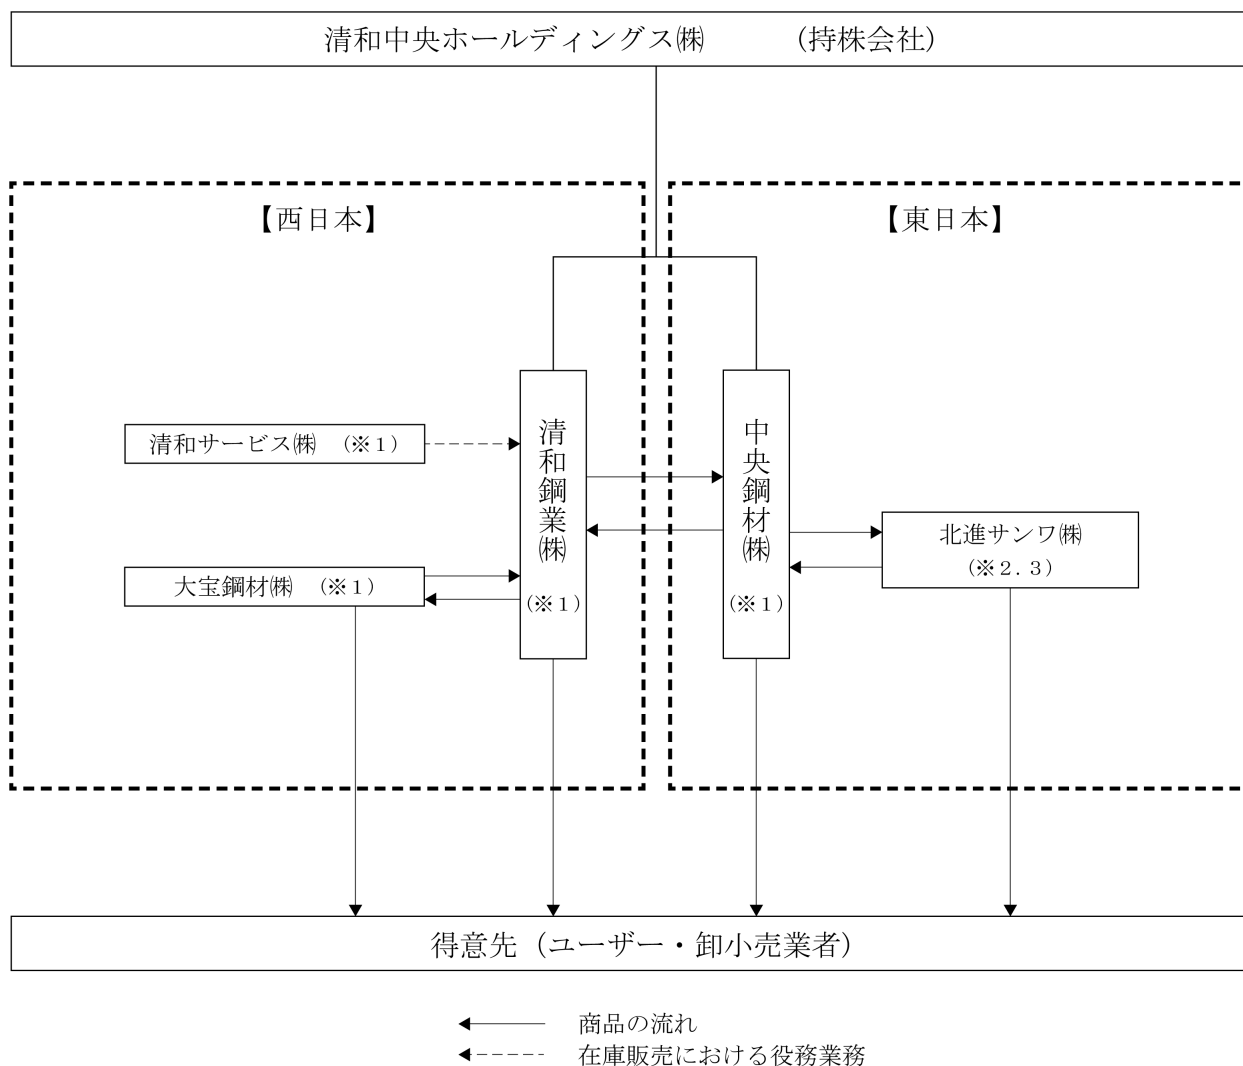 清和中央ホールディングス㈱　（持株会社）
【西日本】
【東日本】
清和サービス㈱　（※１）
大宝鋼材㈱　（※１）
清和鋼業㈱
（※１）
中央鋼材㈱
（※１）
北進サンワ㈱
（※２.３）
得意先（ユーザー・卸小売業者）
商品の流れ
在庫販売における役務業務